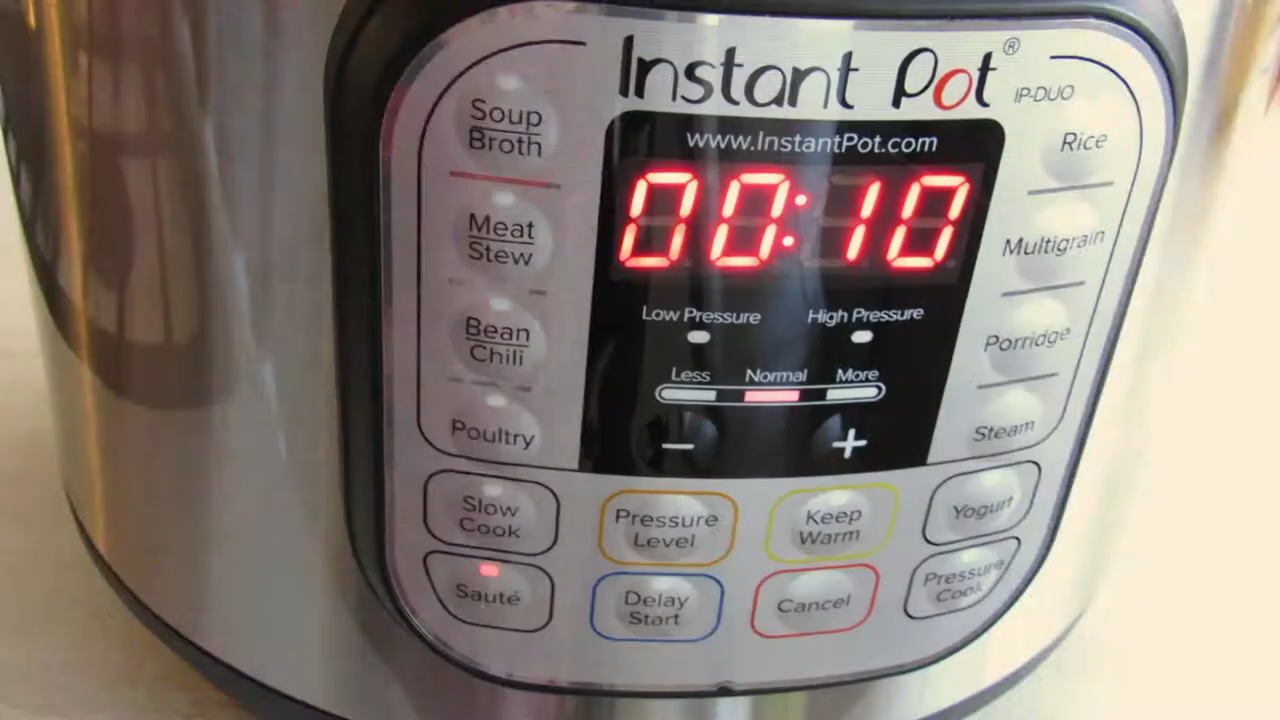 Instant Pot®
IP-DUO
www.InstantPot.com
00:10
Low Pressure
High Pressure
Less
Normal
More
−
+
Soup
Broth
Meat
Stew
Bean
Chili
Poultry
Rice
Multigrain
Porridge
Steam
Slow
Cook
Pressure
Level
Keep
Warm
Yogurt
Sauté
Delay
Start
Cancel
Pressure
Cook